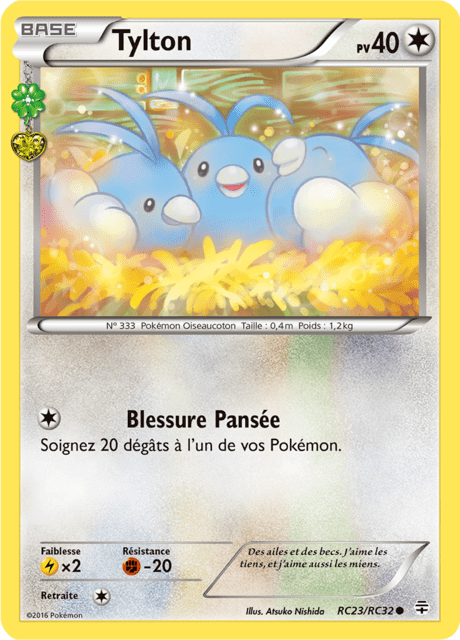 BASE
Tylton
PV 40
N° 333 Pokémon Oiseaucoton Taille : 0,4 m Poids : 1,2 kg
Blessure Pansée
Soignez 20 dégâts à l'un de vos Pokémon.
Faiblesse
×2
Résistance
-20
Retraite
Des ailes et des becs. J'aime les
tiens, et j'aime aussi les miens.
©2016 Pokémon
Illus. Atsuko Nishida
RC23/RC32